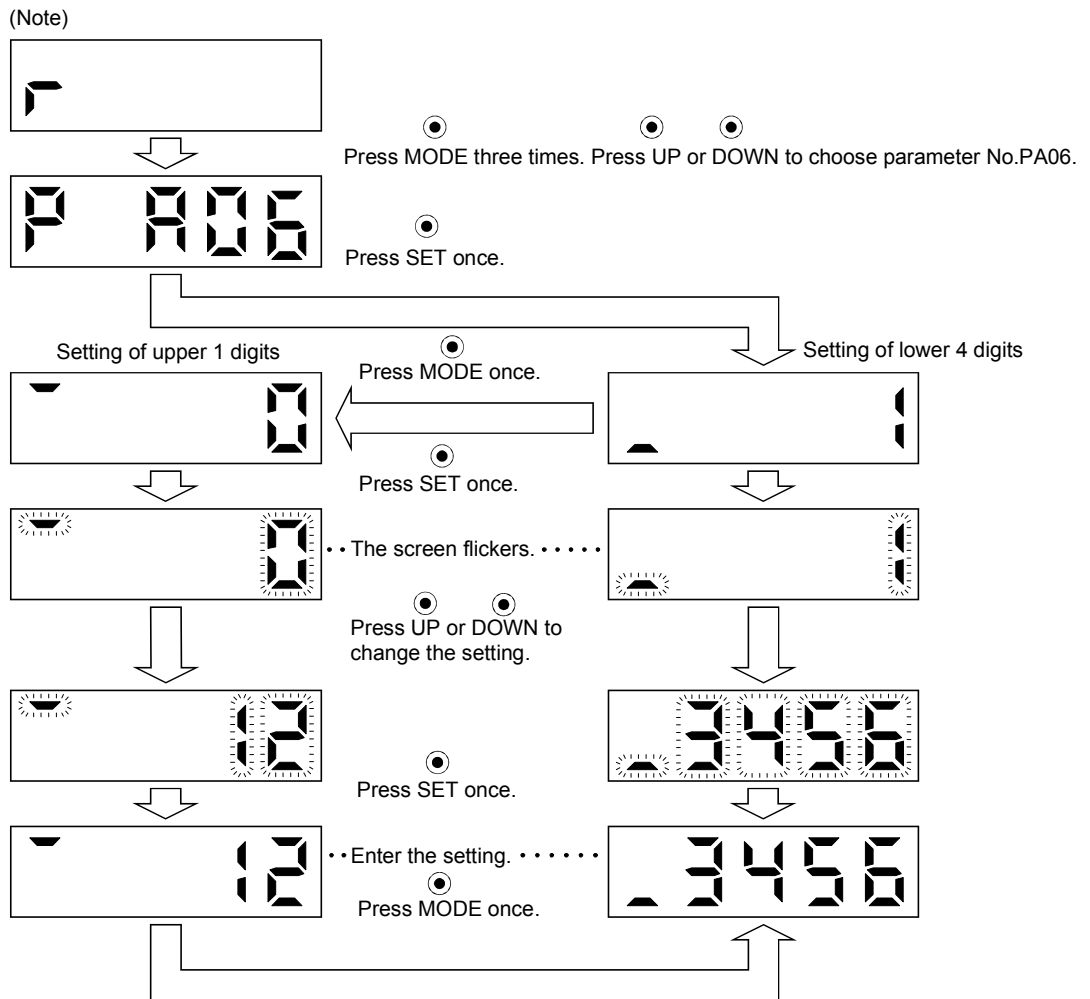 (Note)
r
Press MODE three times. Press UP or DOWN to choose parameter No.PA06.
P A06
Press SET once.
Setting of upper 1 digits
Press MODE once.
Setting of lower 4 digits
0
_ 1
Press SET once.
0
The screen flickers.
_ 1
Press UP or DOWN to
change the setting.
12
_ 3456
Press SET once.
12
Enter the setting.
_ 3456
Press MODE once.